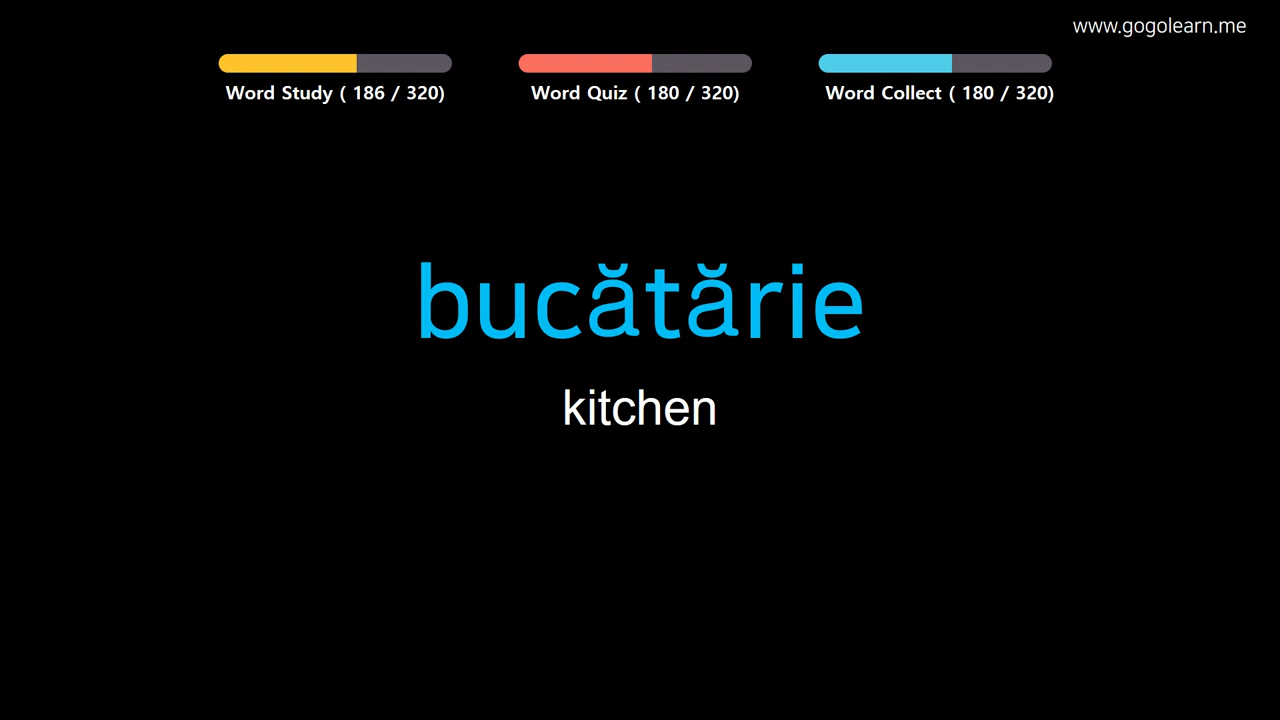 www.gogolearn.me
Word Study ( 186 / 320)
Word Quiz ( 180 / 320)
Word Collect ( 180 / 320)
bucătărie
kitchen